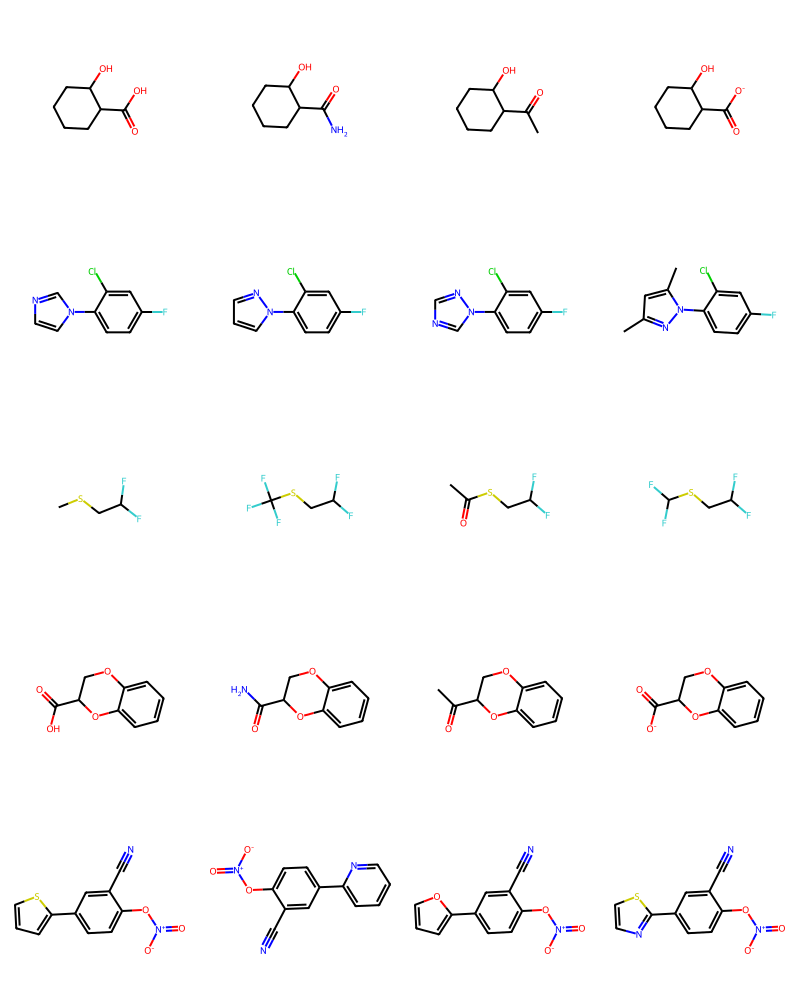 OH OH OH OH
OH O O O⁻
O NH₂ O
Cl Cl Cl Cl
N N N N
N F N F N N F N F
F F F F F
S F F S F S F F S F
F F O F F
O O H₂N O O O O O
OH O O O O O O⁻ O
N O⁻ N N
S O O N⁺ N O O S O
N⁺ O O N⁺ O N N⁺ O
O⁻ N O⁻ O⁻